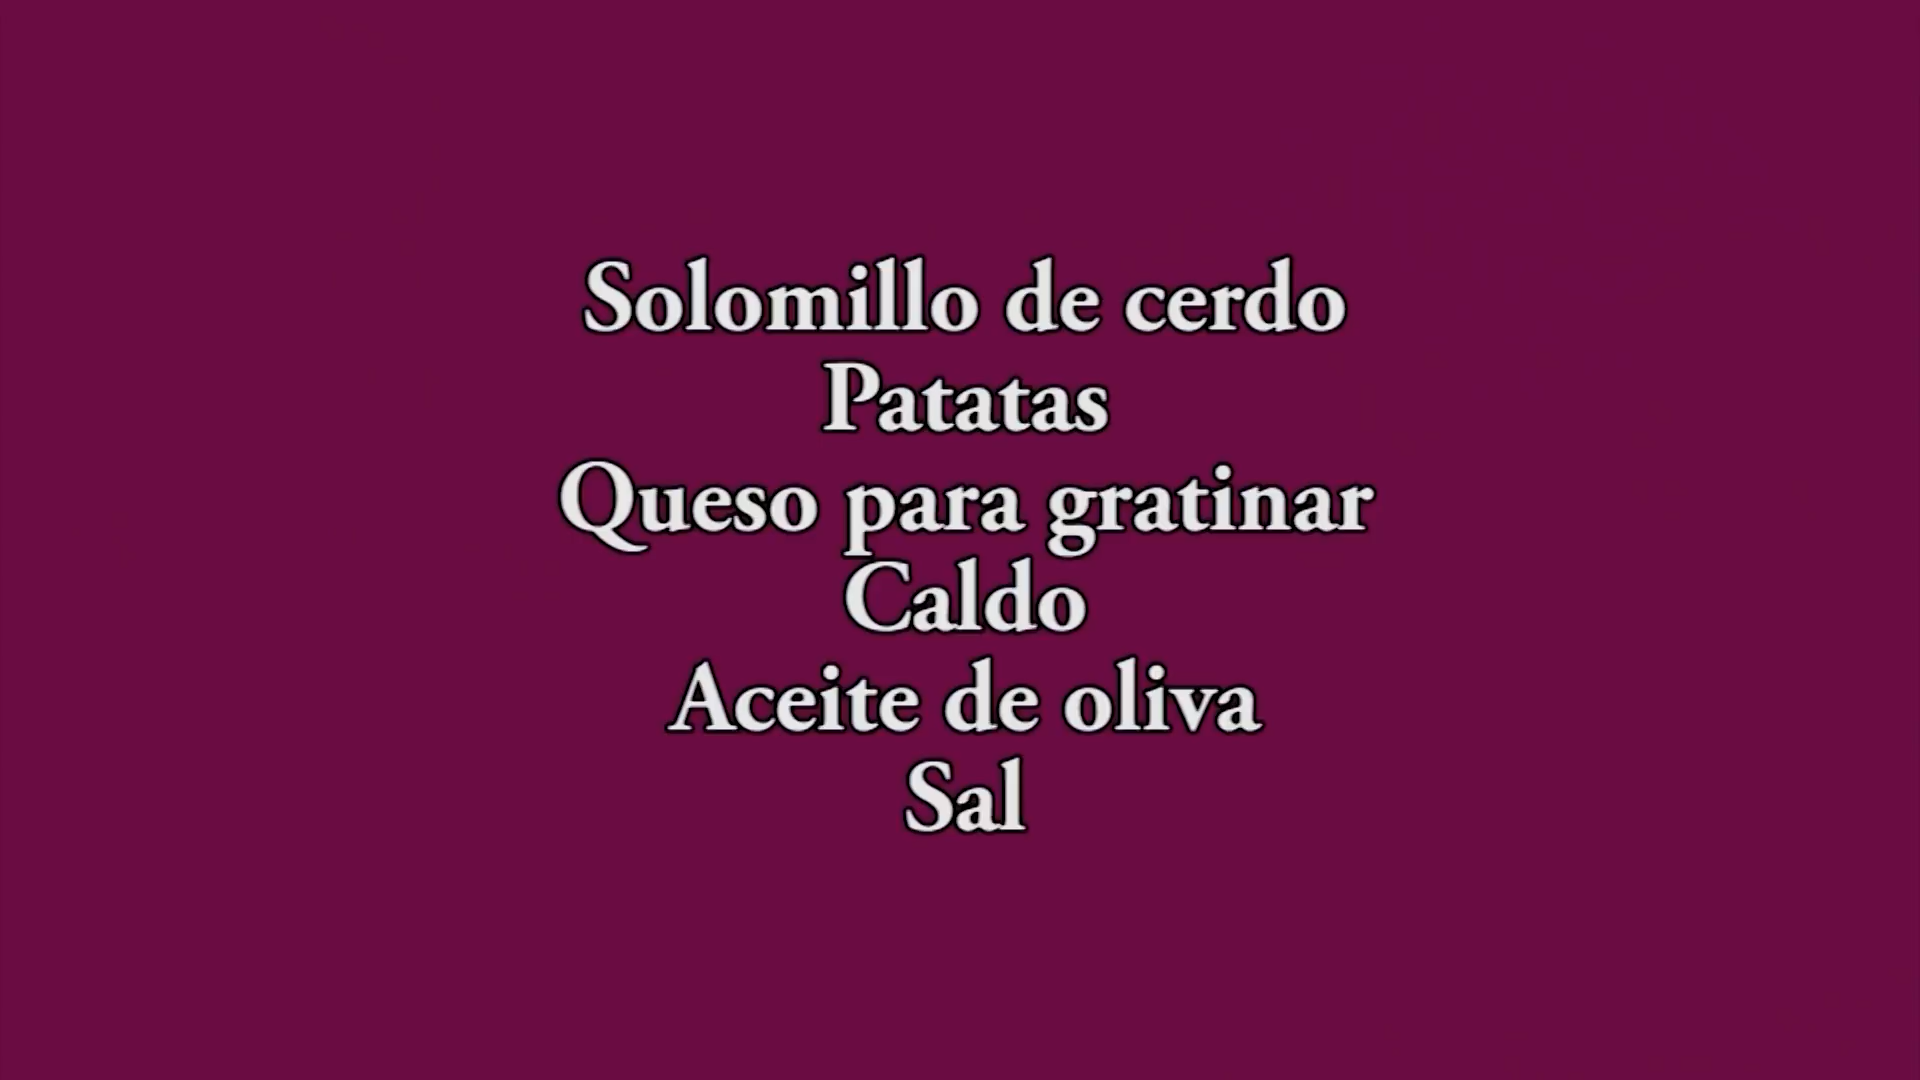 Solomillo de cerdo
Patatas
Queso para gratinar
Caldo
Aceite de oliva
Sal